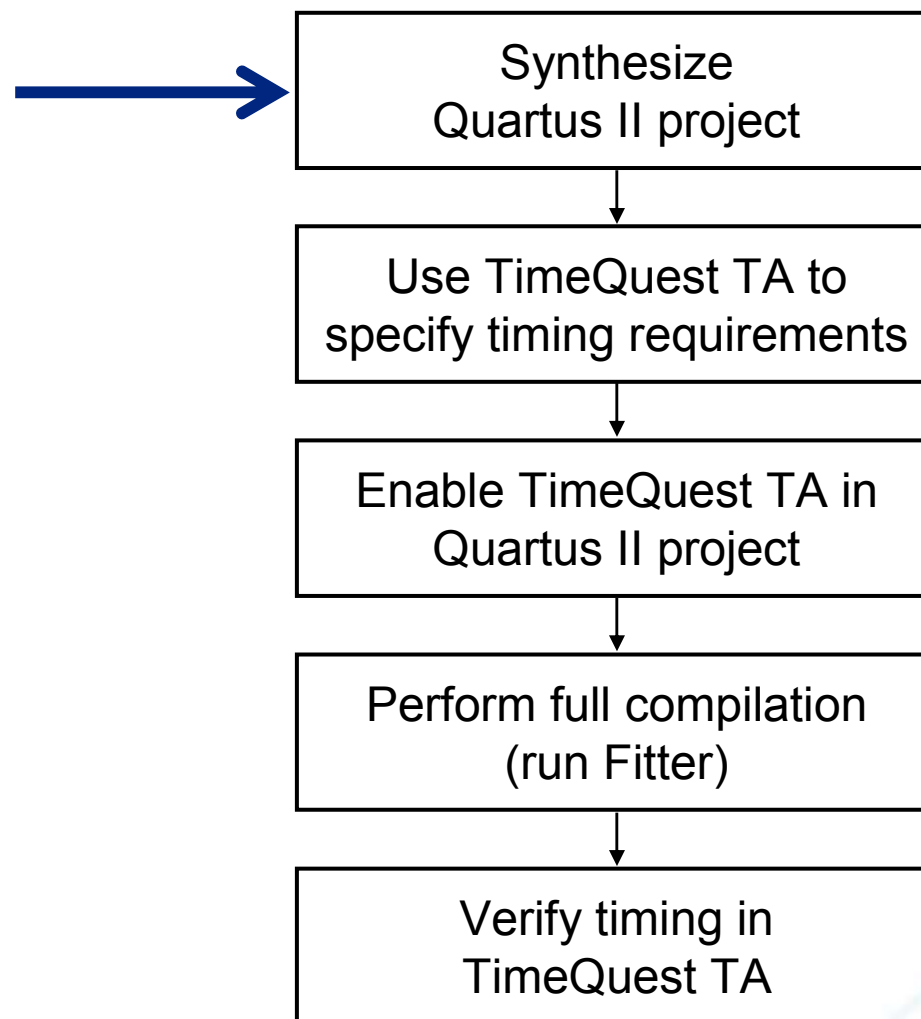 Synthesize
Quartus II project
Use TimeQuest TA to
specify timing requirements
Enable TimeQuest TA in
Quartus II project
Perform full compilation
(run Fitter)
Verify timing in
TimeQuest TA